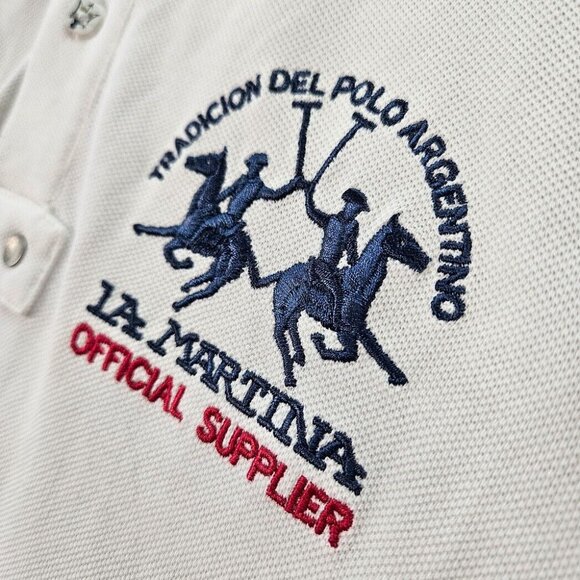 TRADICION DEL POLO ARGENTINO
LA MARTINA
OFFICIAL SUPPLIER